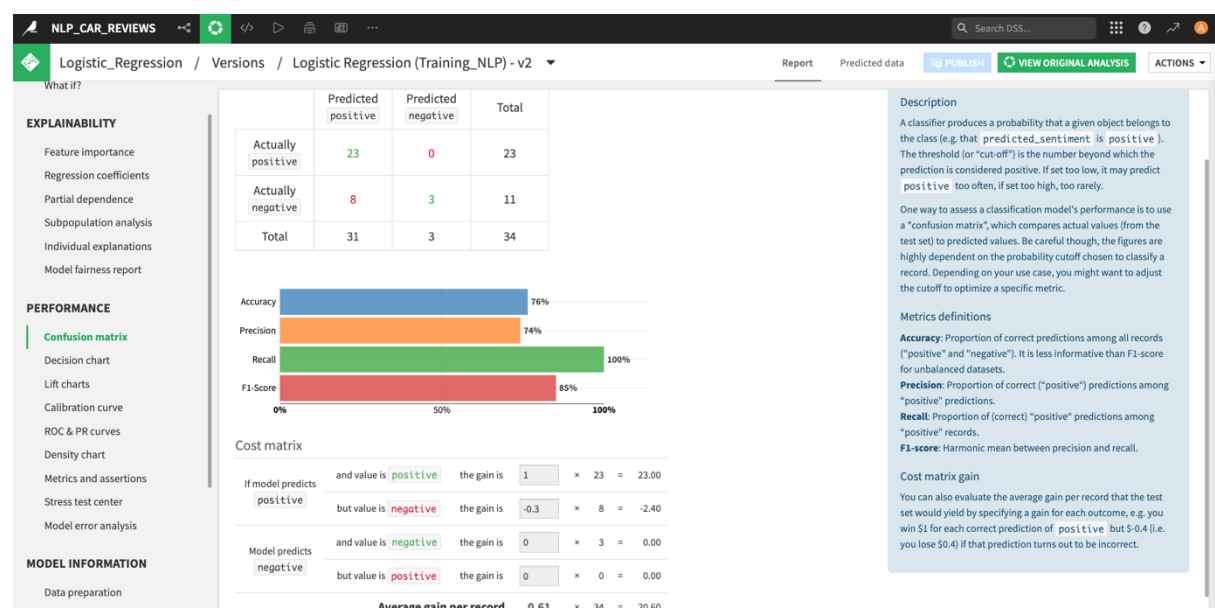 NLP_CAR_REVIEWS
Search DSS...
Logistic_Regression / Versions / Logistic Regression (Training_NLP) - v2
Report
Predicted data
PUBLISH
VIEW ORIGINAL ANALYSIS
ACTIONS
What if?
EXPLAINABILITY
Feature importance
Regression coefficients
Partial dependence
Subpopulation analysis
Individual explanations
Model fairness report
PERFORMANCE
Confusion matrix
Decision chart
Lift charts
Calibration curve
ROC & PR curves
Density chart
Metrics and assertions
Stress test center
Model error analysis
MODEL INFORMATION
Data preparation
Predicted Predicted Total
positive negative
Actually
positive 23 0 23
Actually
negative 8 3 11
Total 31 3 34
Accuracy 76%
Precision 74%
Recall 100%
F1-Score 85%
0% 50% 100%
Cost matrix
If model predicts
positive
and value is positive the gain is 1 × 23 = 23.00
but value is negative the gain is -0.3 × 8 = -2.40
Model predicts
negative
and value is negative the gain is 0 × 3 = 0.00
but value is positive the gain is 0 × 0 = 0.00
Average gain per record 0.61 × 34 = 20.60
Description
A classifier produces a probability that a given object belongs to
the class (e.g. that predicted_sentiment is positive ).
The threshold (or “cut-off”) is the number beyond which the
prediction is considered positive. If set too low, it may predict
positive too often, if set too high, too rarely.
One way to assess a classification model's performance is to use
a “confusion matrix”, which compares actual values (from the
test set) to predicted values. Be careful though, the figures are
highly dependent on the probability cutoff chosen to classify a
record. Depending on your use case, you might want to adjust
the cutoff to optimize a specific metric.
Metrics definitions
Accuracy: Proportion of correct predictions among all records
("positive" and "negative"). It is less informative than F1-score
for unbalanced datasets.
Precision: Proportion of correct ("positive") predictions among
"positive" predictions.
Recall: Proportion of (correct) "positive" predictions among
"positive" records.
F1-score: Harmonic mean between precision and recall.
Cost matrix gain
You can also evaluate the average gain per record that the test
set would yield by specifying a gain for each outcome, e.g. you
win $1 for each correct prediction of positive but $-0.4 (i.e.
you lose $0.4) if that prediction turns out to be incorrect.